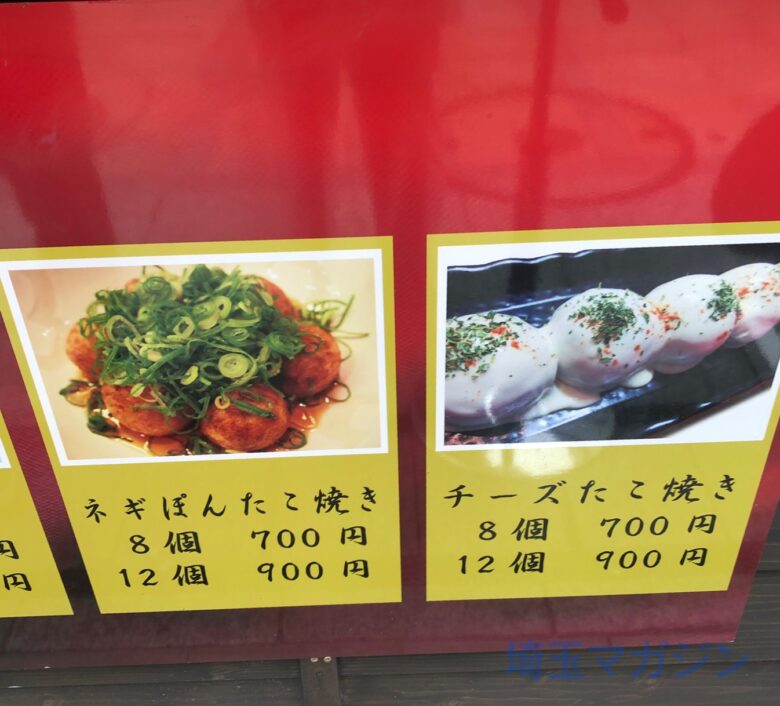 ネギぽんたこ焼き
8個 700円
12個 900円
チーズたこ焼き
8個 700円
12個 900円
円
円
埼玉マガジン